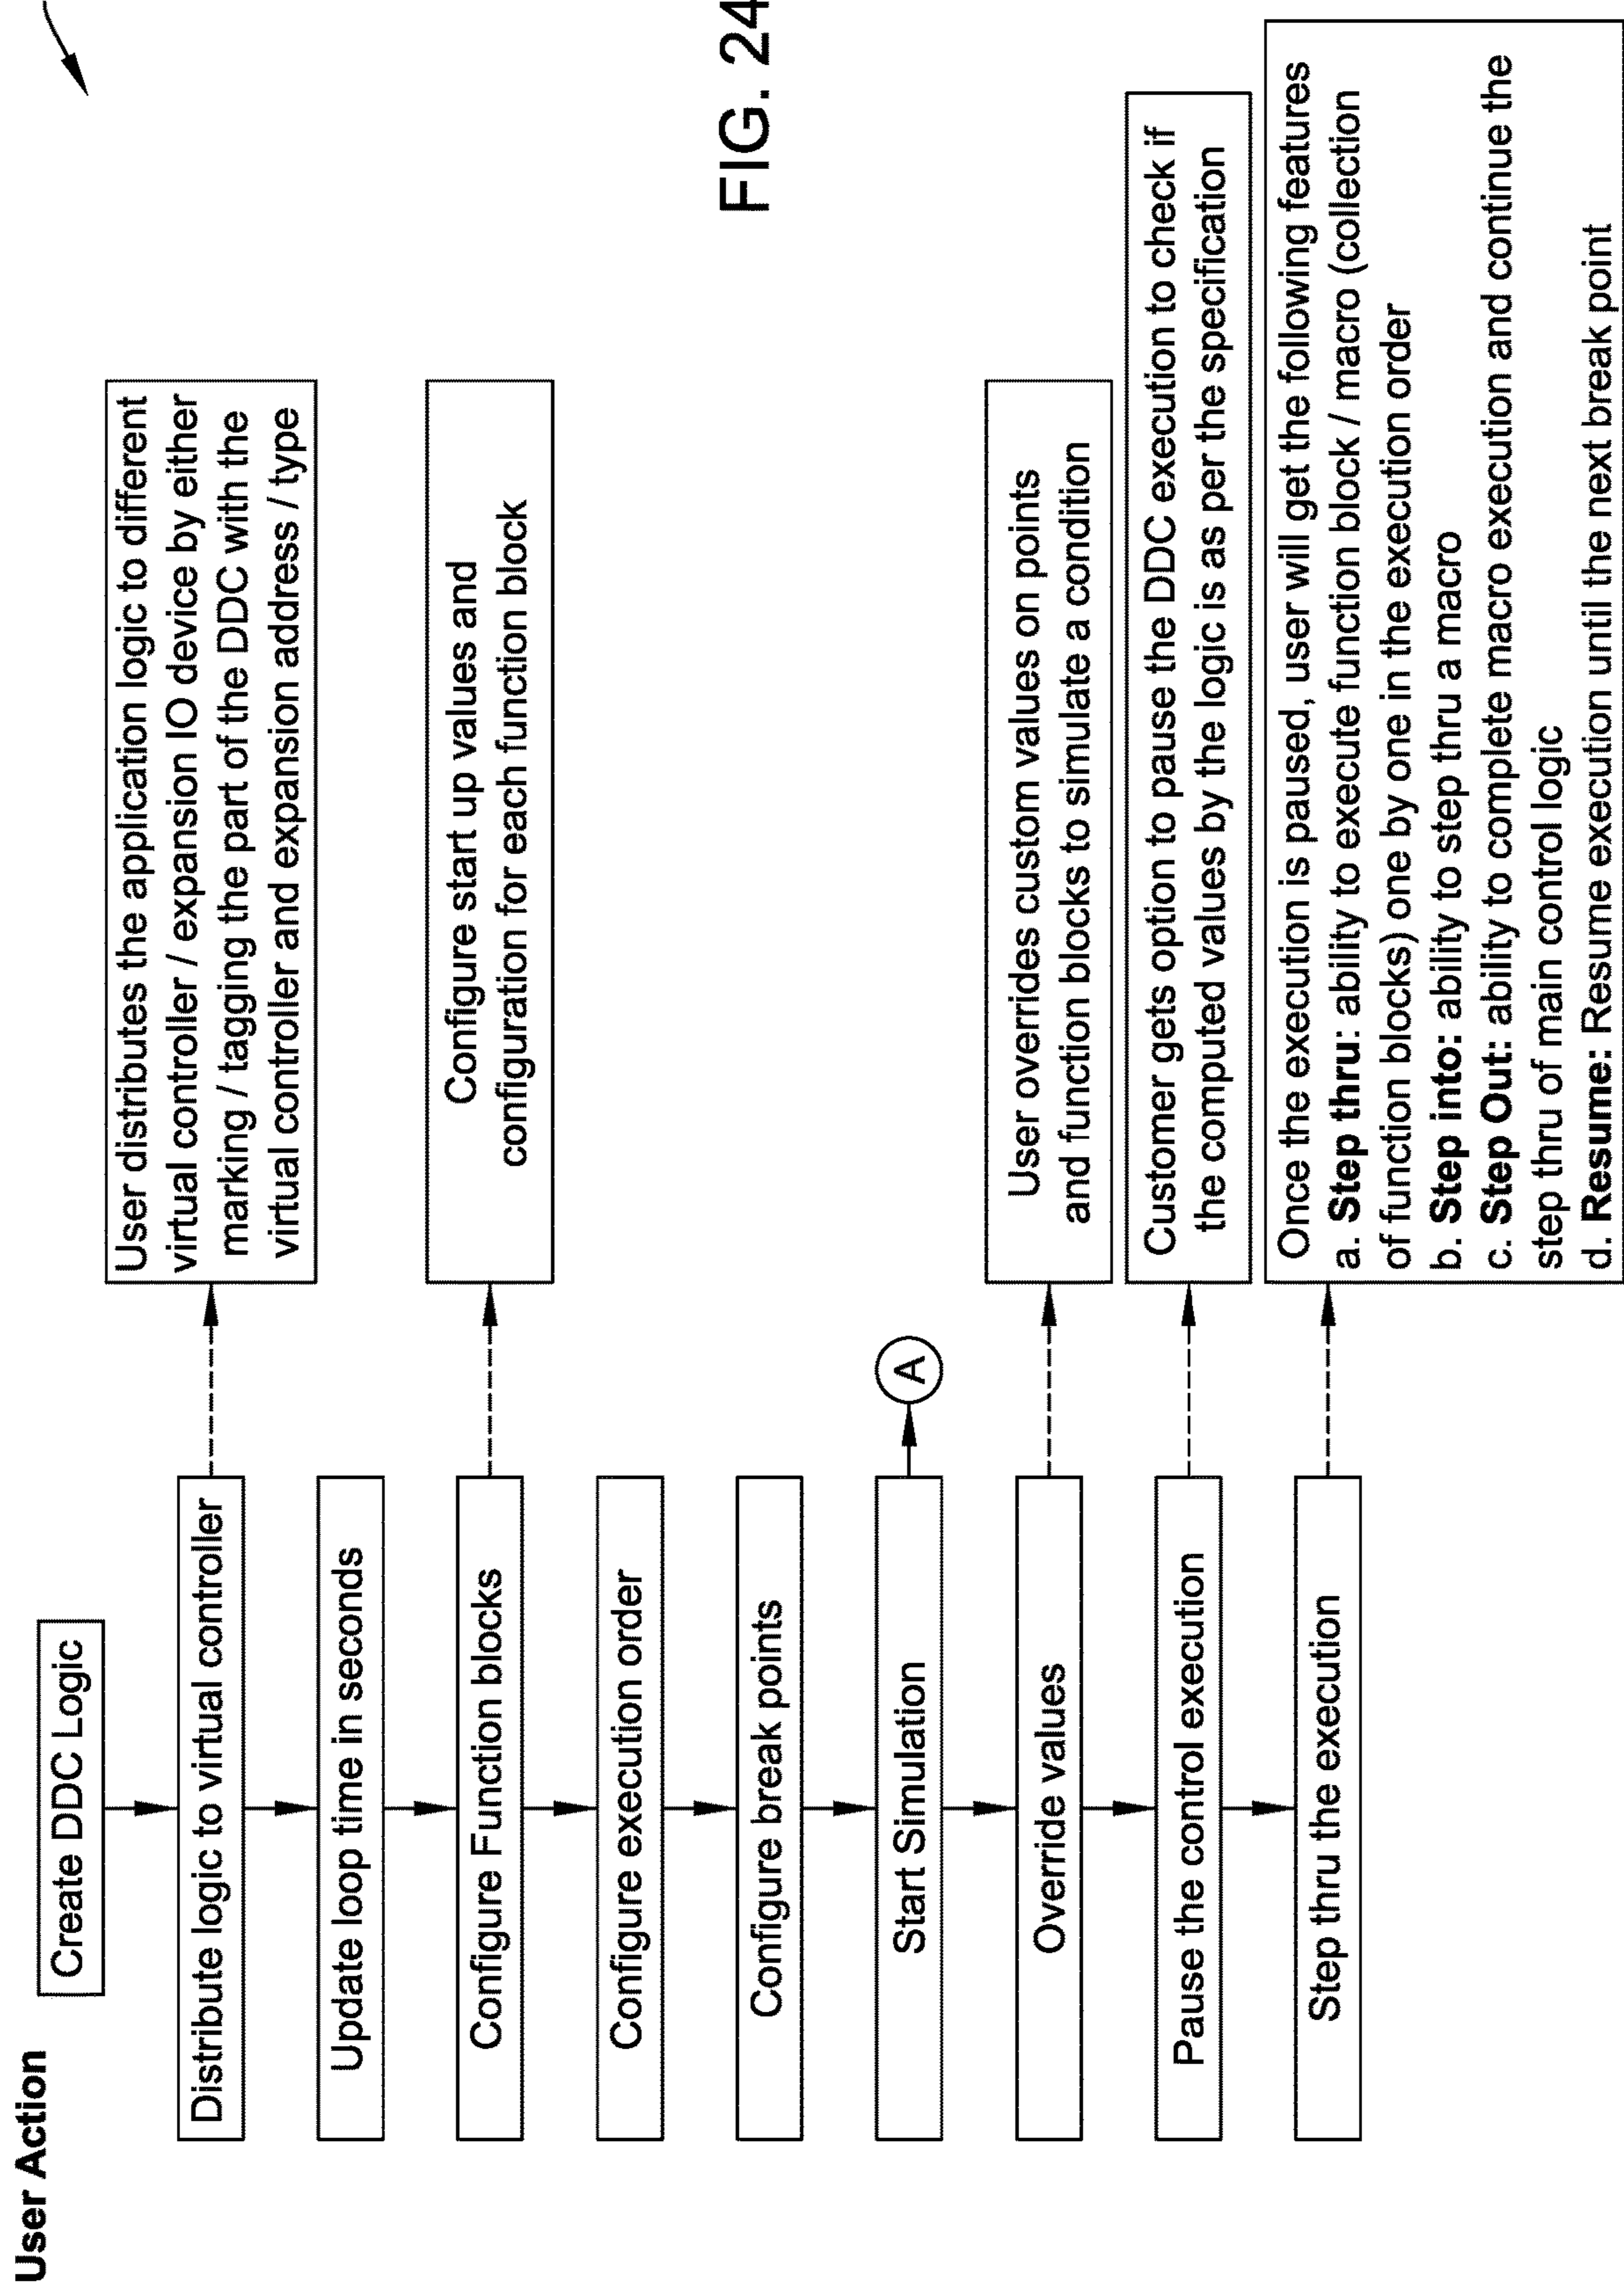 User Action
Create DDC Logic
Distribute logic to virtual controller
User distributes the application logic to different
virtual controller / expansion IO device by either
marking / tagging the part of the DDC with the
virtual controller and expansion address / type
Update loop time in seconds
Configure Function blocks
Configure start up values and
configuration for each function block
Configure execution order
Configure break points
Start Simulation
A
Override values
User overrides custom values on points
and function blocks to simulate a condition
Pause the control execution
Customer gets option to pause the DDC execution to check if
the computed values by the logic is as per the specification
Step thru the execution
Once the execution is paused, user will get the following features
a. Step thru: ability to execute function block / macro (collection
of function blocks) one by one in the execution order
b. Step into: ability to step thru a macro
c. Step Out: ability to complete macro execution and continue the
step thru of main control logic
d. Resume: Resume execution until the next break point
FIG. 24